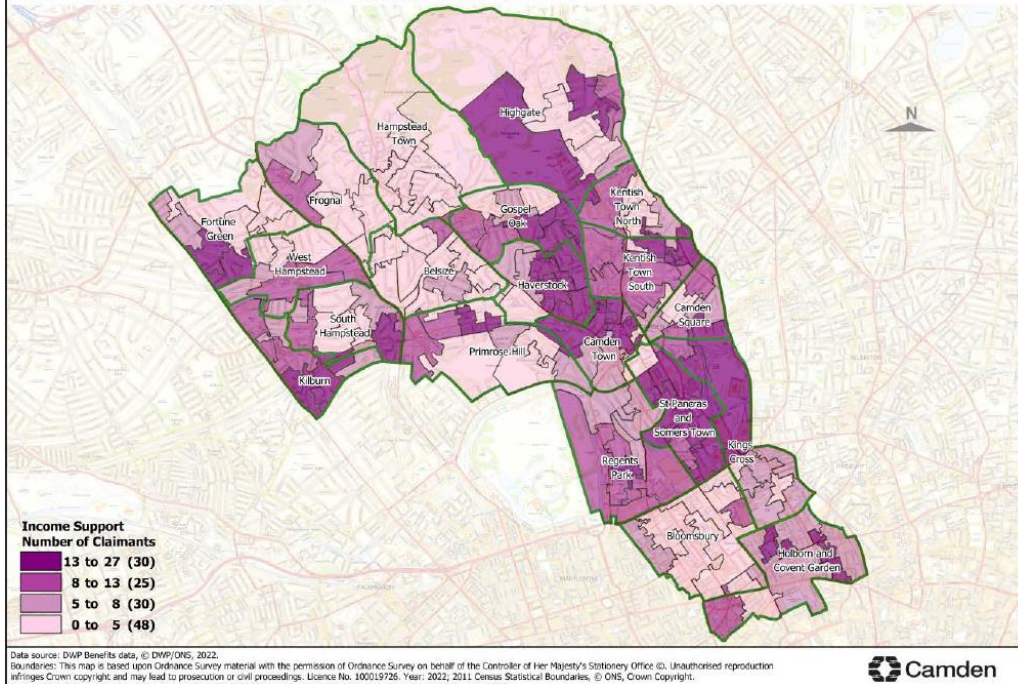 Highgate
N
Hampstead
Town
Kentish
Town
North
Gospel
Oak
Frognal
Fortune
Green
West
Hampstead
Belsize
Kentish
Town
South
Haverstock
Camden
Square
South
Hampstead
Camden
Town
Primrose Hill
Kilburn
St Pancras
and
Somers Town
Kings
Cross
Regents
Park
Bloomsbury
Holborn and
Covent Garden
Income Support
Number of Claimants
13 to 27 (30)
8 to 13 (25)
5 to 8 (30)
0 to 5 (48)
Data source: DWP Benefits data, © DWP/ONS, 2022.
Boundaries: This map is based upon Ordnance Survey material with the permission of Ordnance Survey on behalf of the Controller of Her Majesty's Stationery Office ©. Unauthorised reproduction
infringes Crown copyright and may lead to prosecution or civil proceedings. Licence No. 100019726. Year: 2022; 2011 Census Statistical Boundaries, © ONS, Crown Copyright.
Camden